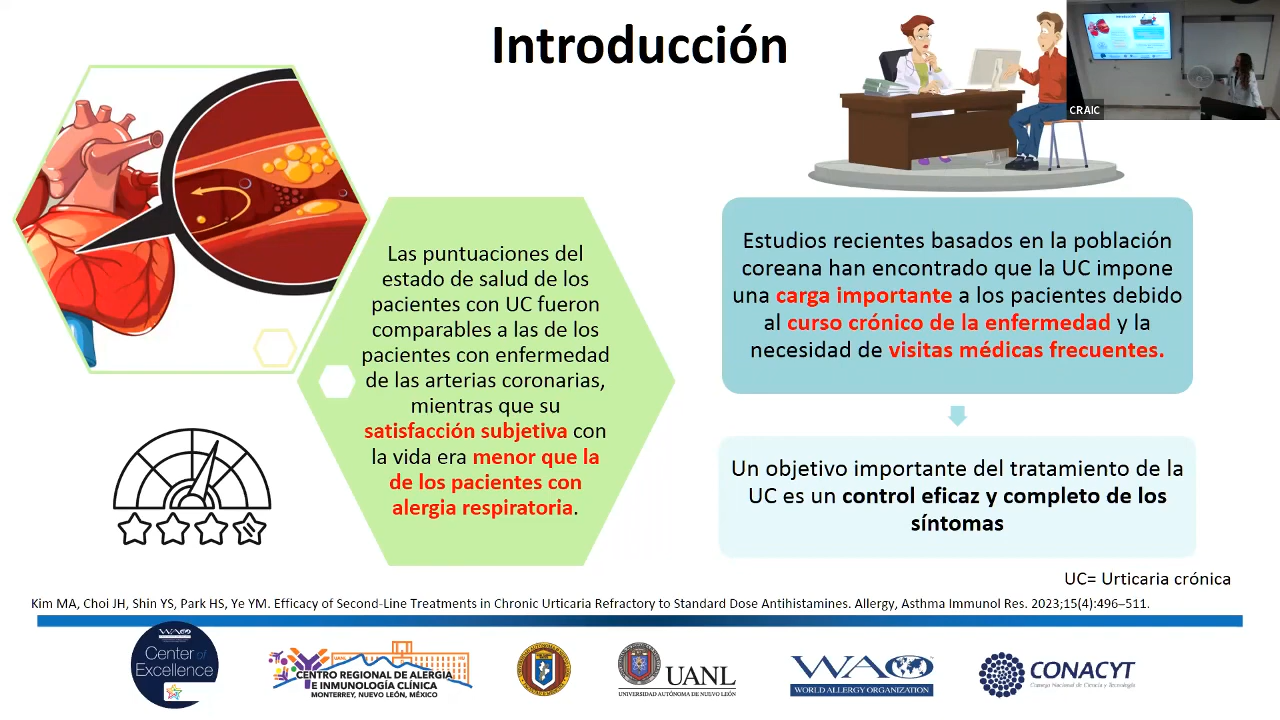 Introducción
CRAIC
Las puntuaciones del
estado de salud de los
pacientes con UC fueron
comparables a las de los
pacientes con enfermedad
de las arterias coronarias,
mientras que su
satisfacción subjetiva con
la vida era menor que la
de los pacientes con
alergia respiratoria.
Estudios recientes basados en la población
coreana han encontrado que la UC impone
una carga importante a los pacientes debido
al curso crónico de la enfermedad y la
necesidad de visitas médicas frecuentes.
Un objetivo importante del tratamiento de la
UC es un control eficaz y completo de los
síntomas
UC= Urticaria crónica
Kim MA, Choi JH, Shin YS, Park HS, Ye YM. Efficacy of Second-Line Treatments in Chronic Urticaria Refractory to Standard Dose Antihistamines. Allergy, Asthma Immunol Res. 2023;15(4):496–511.
WAO
Center of
Excellence
UANL
CENTRO REGIONAL DE ALERGIA
E INMUNOLOGÍA CLÍNICA
MONTERREY, NUEVO LEÓN, MÉXICO
UANL
UNIVERSIDAD AUTÓNOMA DE NUEVO LEÓN
WAO
WORLD ALLERGY ORGANIZATION
CONACYT
Consejo Nacional de Ciencia y Tecnología